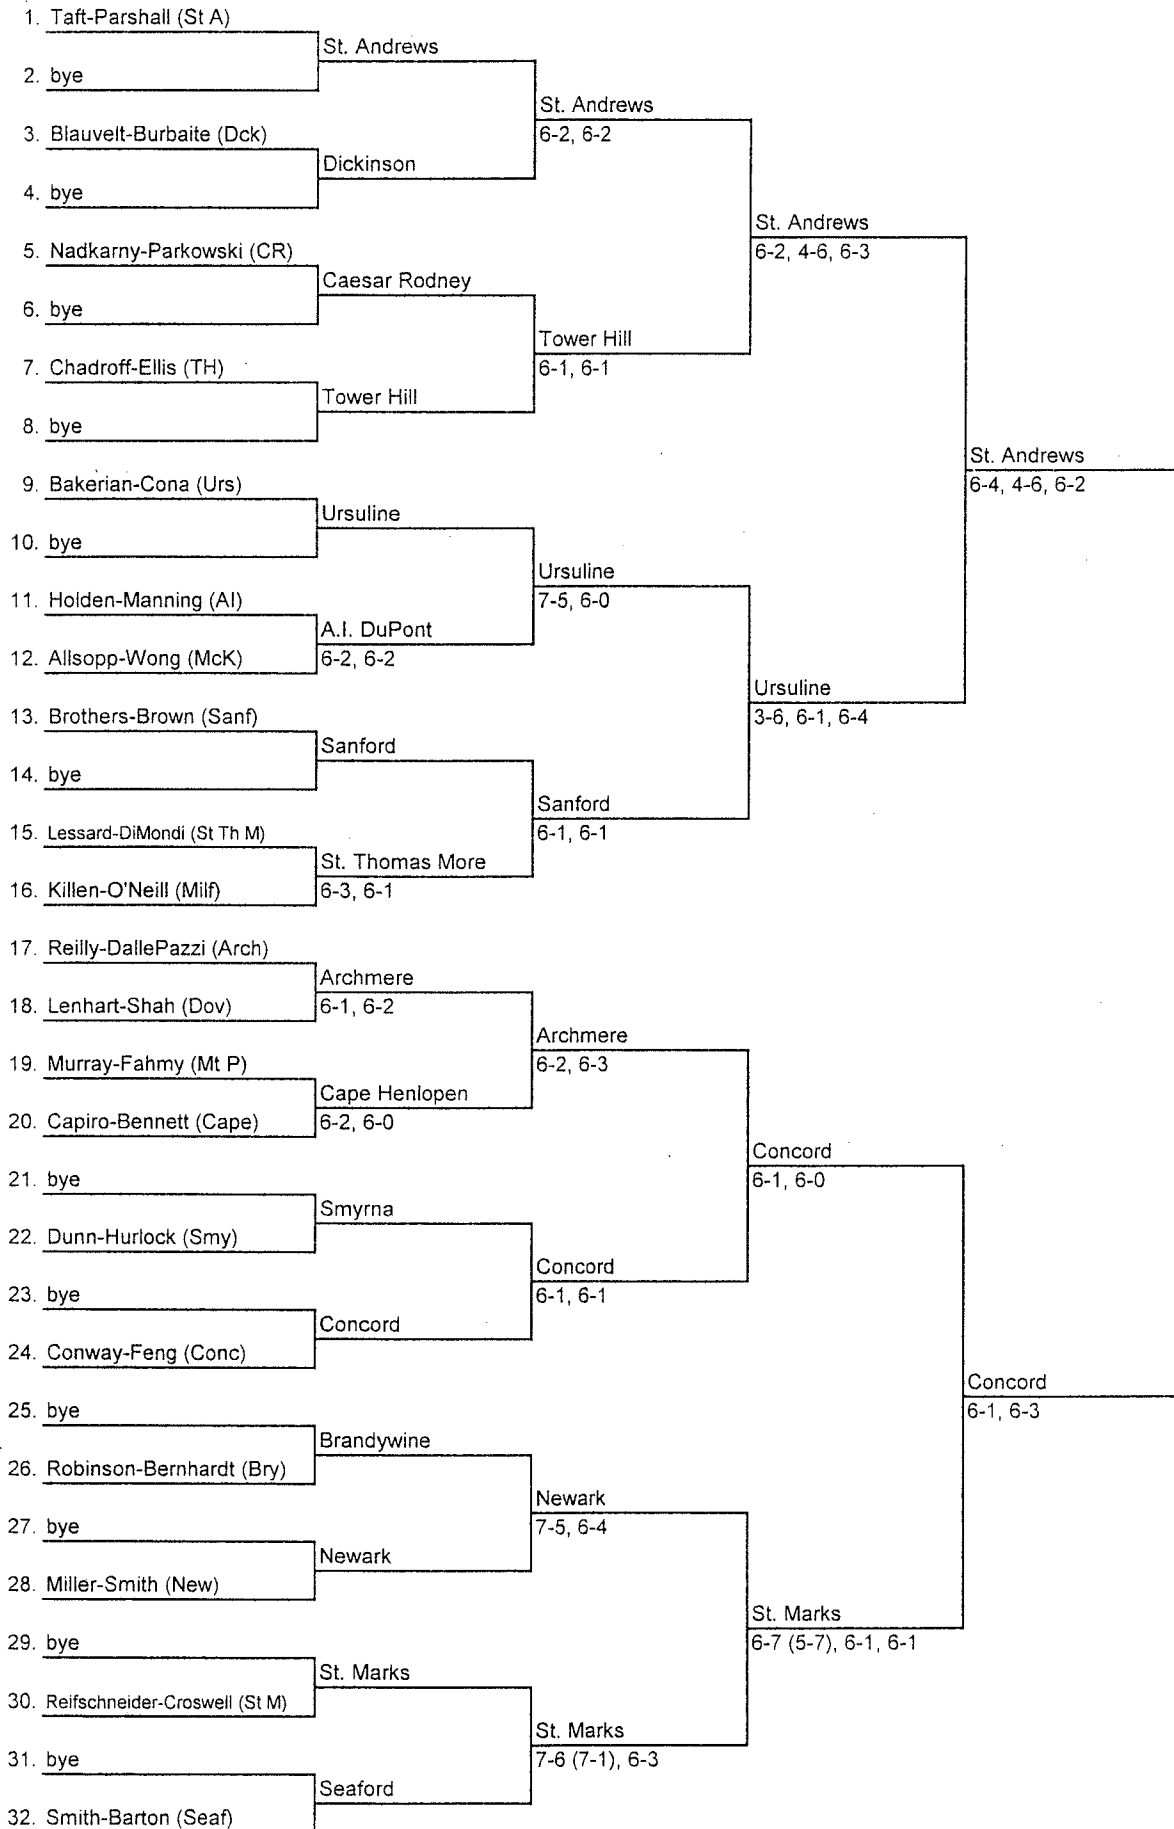 1. Taft-Parshall (St A)
St. Andrews
2. bye
St. Andrews
6-2, 6-2
3. Blauvelt-Burbaite (Dck)
Dickinson
4. bye
St. Andrews
6-2, 4-6, 6-3
5. Nadkarny-Parkowski (CR)
Caesar Rodney
6. bye
Tower Hill
6-1, 6-1
7. Chadroff-Ellis (TH)
Tower Hill
8. bye
St. Andrews
6-4, 4-6, 6-2
9. Bakerian-Cona (Urs)
Ursuline
10. bye
Ursuline
7-5, 6-0
11. Holden-Manning (AI)
A.I. DuPont
6-2, 6-2
12. Allsopp-Wong (McK)
Ursuline
3-6, 6-1, 6-4
13. Brothers-Brown (Sanf)
Sanford
14. bye
Sanford
6-1, 6-1
15. Lessard-DiMondi (St Th M)
St. Thomas More
6-3, 6-1
16. Killen-O'Neill (Milf)
17. Reilly-DallePazzi (Arch)
Archmere
6-1, 6-2
18. Lenhart-Shah (Dov)
Archmere
6-2, 6-3
19. Murray-Fahmy (Mt P)
Cape Henlopen
6-2, 6-0
20. Capiro-Bennett (Cape)
Concord
6-1, 6-0
21. bye
Smyrna
22. Dunn-Hurlock (Smy)
Concord
6-1, 6-1
23. bye
Concord
24. Conway-Feng (Conc)
Concord
6-1, 6-3
25. bye
Brandywine
26. Robinson-Bernhardt (Bry)
Newark
7-5, 6-4
27. bye
Newark
28. Miller-Smith (New)
St. Marks
6-7 (5-7), 6-1, 6-1
29. bye
St. Marks
30. Reifschneider-Croswell (St M)
St. Marks
7-6 (7-1), 6-3
31. bye
Seaford
32. Smith-Barton (Seaf)